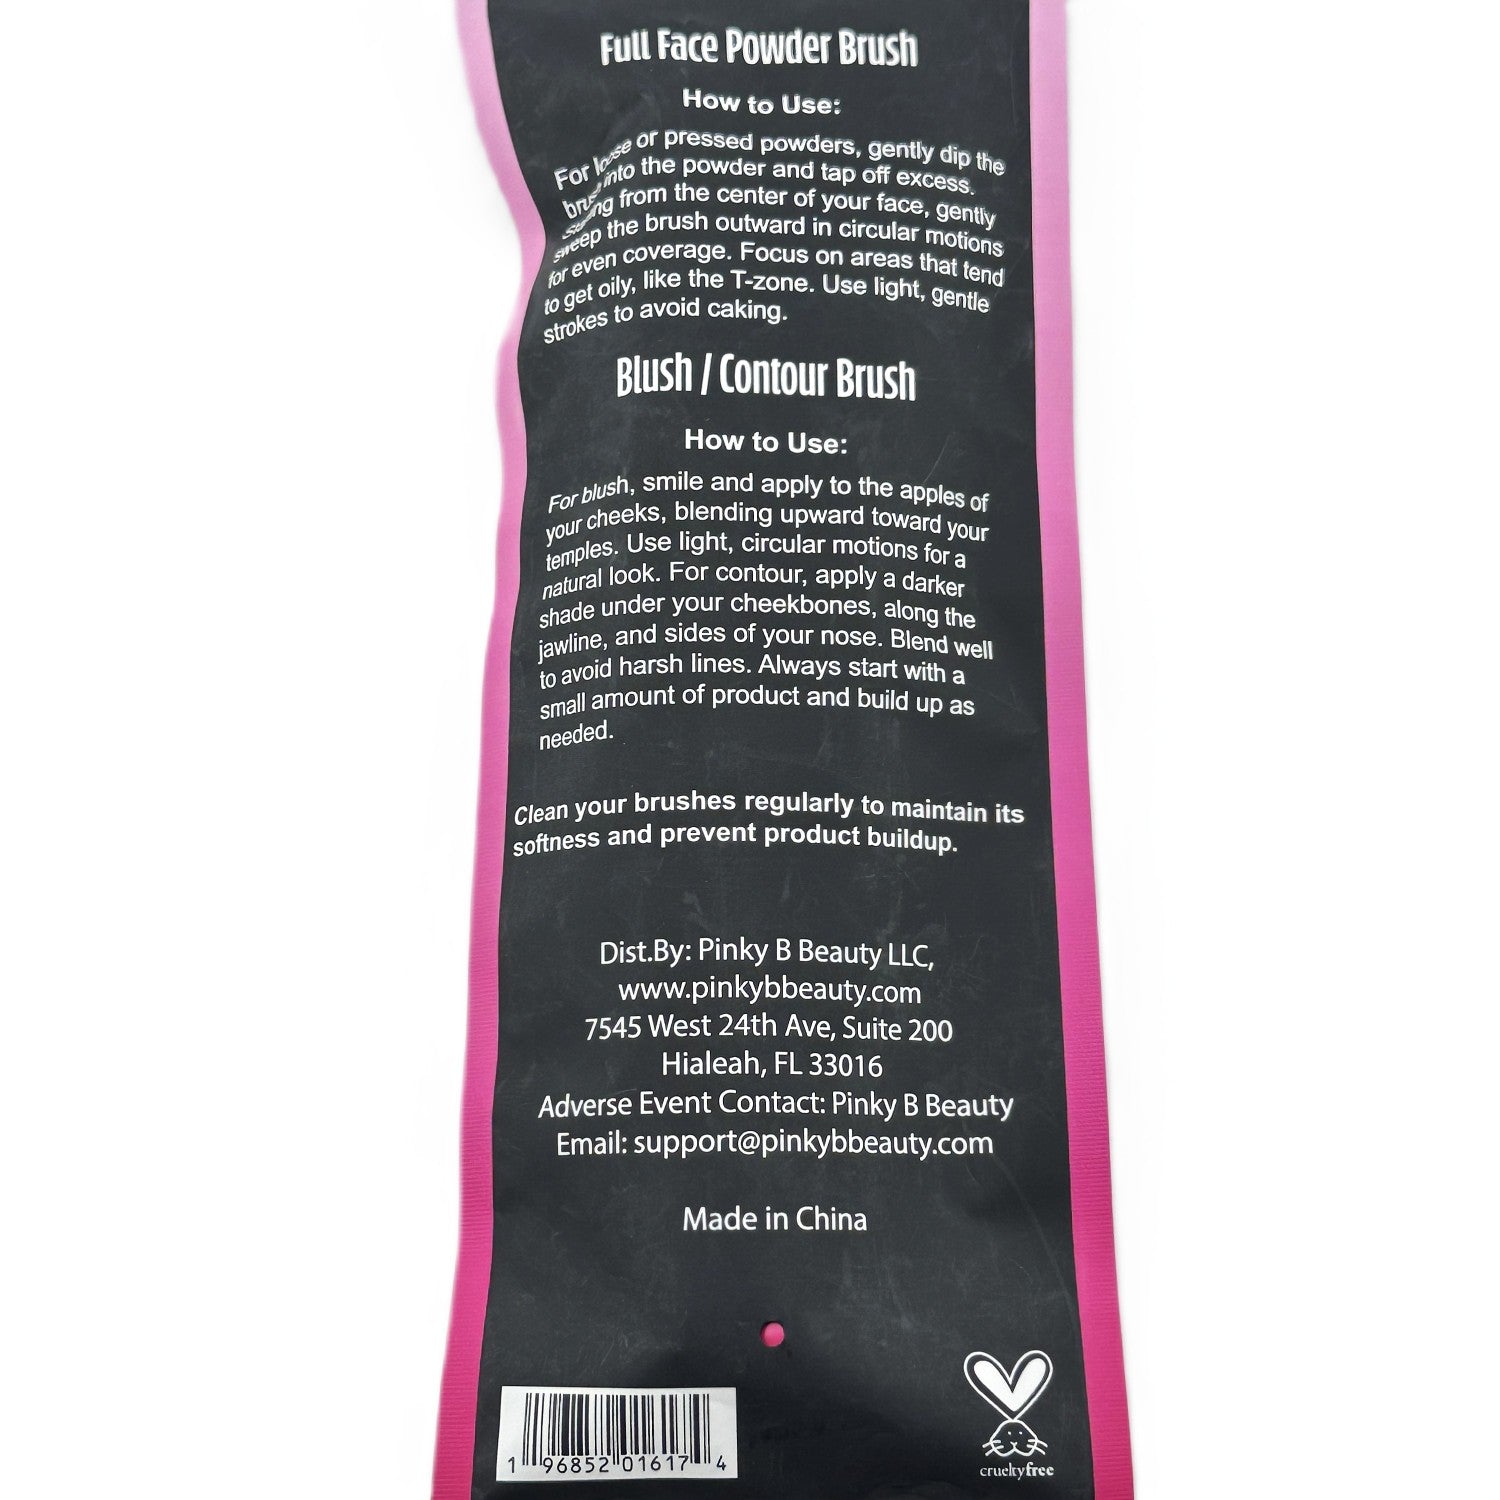 Full Face Powder Brush
How to Use:
For loose or pressed powders, gently dip the
brush into the powder and tap off excess.
Starting from the center of your face, gently
sweep the brush outward in circular motions
for even coverage. Focus on areas that tend
to get oily, like the T-zone. Use light, gentle
strokes to avoid caking.
Blush / Contour Brush
How to Use:
For blush, smile and apply to the apples of
your cheeks, blending upward toward your
temples. Use light, circular motions for a
natural look. For contour, apply a darker
shade under your cheekbones, along the
jawline, and sides of your nose. Blend well
to avoid harsh lines. Always start with a
small amount of product and build up as
needed.
Clean your brushes regularly to maintain its
softness and prevent product buildup.
Dist.By: Pinky B Beauty LLC,
www.pinkybbeauty.com
7545 West 24th Ave, Suite 200
Hialeah, FL 33016
Adverse Event Contact: Pinky B Beauty
Email: support@pinkybbeauty.com
Made in China
1 96852 01617 4
crueltyfree